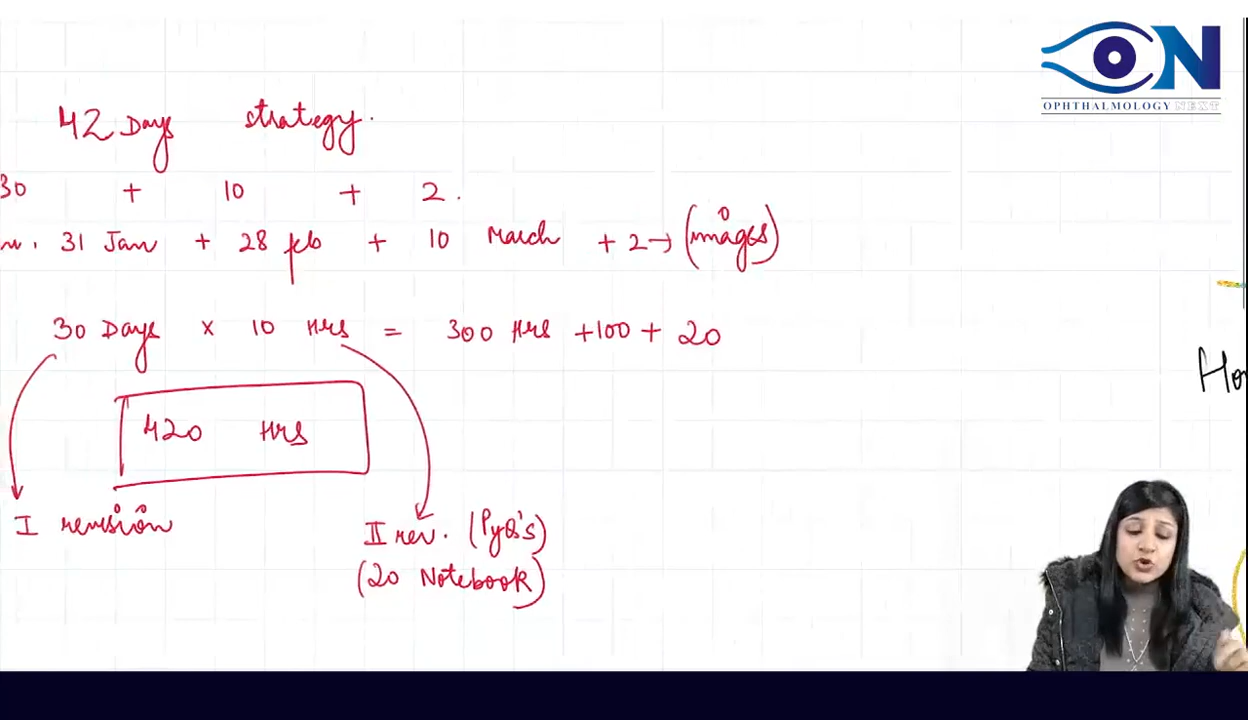 ON
OPHTHALMOLOGY NEXT
42 Days strategy.
30 + 10 + 2.
31 Jan + 28 feb + 10 March + 2 → (images)
30 Days × 10 Hrs = 300 Hrs + 100 + 20
420 Hrs
I revision
II rev. (PyQ's)
(20 Notebook)